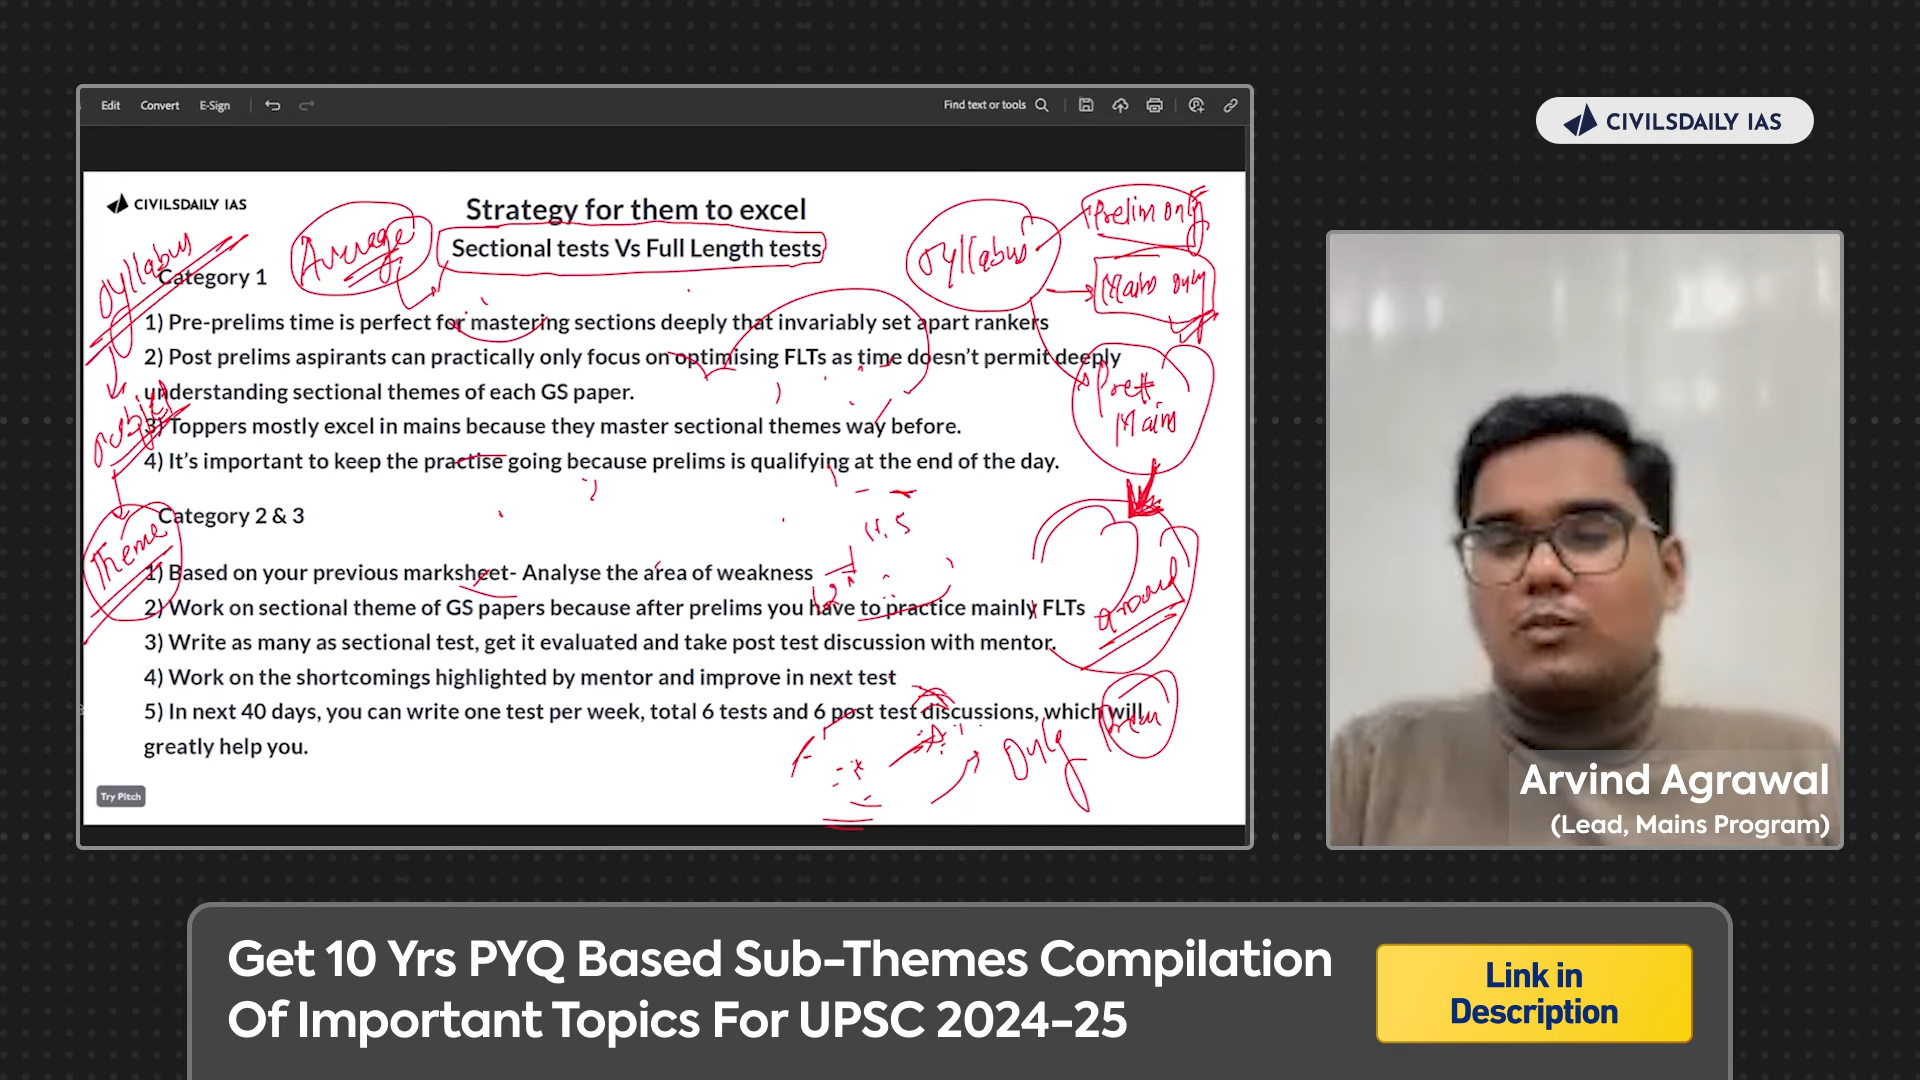 Edit Convert E-Sign Find text or tools
CIVILSDAILY IAS
CIVILSDAILY IAS
Strategy for them to excel
Sectional tests Vs Full Length tests
Average
Syllabus
Prelim only
Mains only
Pre + Mains
Syllabus
Category 1
1) Pre-prelims time is perfect for mastering sections deeply that invariably set apart rankers
2) Post prelims aspirants can practically only focus on optimising FLTs as time doesn't permit deeply
understanding sectional themes of each GS paper.
3) Toppers mostly excel in mains because they master sectional themes way before.
4) It's important to keep the practise going because prelims is qualifying at the end of the day.
Category 2 & 3
Theme
1) Based on your previous marksheet- Analyse the area of weakness
2) Work on sectional theme of GS papers because after prelims you have to practice mainly FLTs
3) Write as many as sectional test, get it evaluated and take post test discussion with mentor.
4) Work on the shortcomings highlighted by mentor and improve in next test
5) In next 40 days, you can write one test per week, total 6 tests and 6 post test discussions, which will
greatly help you.
Only
Try Pitch
Arvind Agrawal
(Lead, Mains Program)
Get 10 Yrs PYQ Based Sub-Themes Compilation
Of Important Topics For UPSC 2024-25
Link in
Description